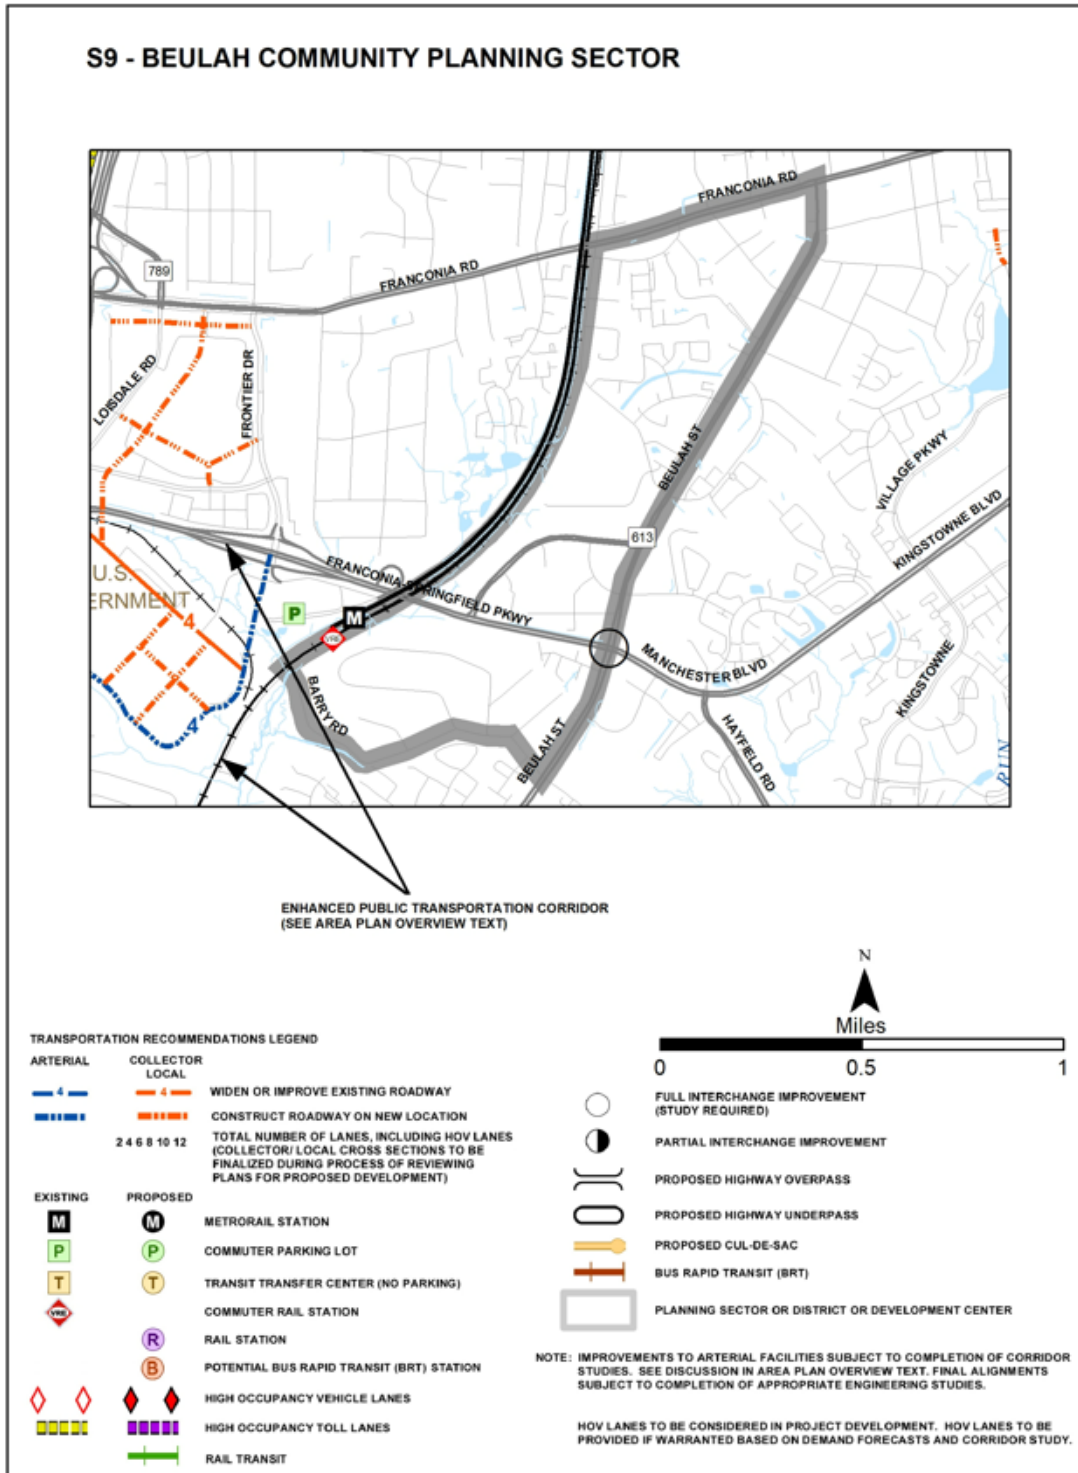 S9 - BEULAH COMMUNITY PLANNING SECTOR
FRANCONIA RD
789
FRANCONIA RD
LOISDALE RD
FRONTIER DR
BEULAH ST
VILLAGE PKWY
KINGSTOWNE BLVD
613
FRANCONIA-SPRINGFIELD PKWY
U.S.
ERNMENT
4
P
M
VRE
MANCHESTER BLVD
KINGSTOWNE
BARRY RD
HAYFIELD RD
BEULAH ST
4
RUN
ENHANCED PUBLIC TRANSPORTATION CORRIDOR
(SEE AREA PLAN OVERVIEW TEXT)
N
Miles
0 0.5 1
TRANSPORTATION RECOMMENDATIONS LEGEND
ARTERIAL COLLECTOR
LOCAL
4 4 WIDEN OR IMPROVE EXISTING ROADWAY
CONSTRUCT ROADWAY ON NEW LOCATION
2 4 6 8 10 12 TOTAL NUMBER OF LANES, INCLUDING HOV LANES
(COLLECTOR/ LOCAL CROSS SECTIONS TO BE
FINALIZED DURING PROCESS OF REVIEWING
PLANS FOR PROPOSED DEVELOPMENT)
EXISTING PROPOSED
M M METRORAIL STATION
P P COMMUTER PARKING LOT
T T TRANSIT TRANSFER CENTER (NO PARKING)
VRE COMMUTER RAIL STATION
R RAIL STATION
B POTENTIAL BUS RAPID TRANSIT (BRT) STATION
HIGH OCCUPANCY VEHICLE LANES
HIGH OCCUPANCY TOLL LANES
RAIL TRANSIT
FULL INTERCHANGE IMPROVEMENT
(STUDY REQUIRED)
PARTIAL INTERCHANGE IMPROVEMENT
PROPOSED HIGHWAY OVERPASS
PROPOSED HIGHWAY UNDERPASS
PROPOSED CUL-DE-SAC
BUS RAPID TRANSIT (BRT)
PLANNING SECTOR OR DISTRICT OR DEVELOPMENT CENTER
NOTE: IMPROVEMENTS TO ARTERIAL FACILITIES SUBJECT TO COMPLETION OF CORRIDOR
STUDIES. SEE DISCUSSION IN AREA PLAN OVERVIEW TEXT. FINAL ALIGNMENTS
SUBJECT TO COMPLETION OF APPROPRIATE ENGINEERING STUDIES.
HOV LANES TO BE CONSIDERED IN PROJECT DEVELOPMENT. HOV LANES TO BE
PROVIDED IF WARRANTED BASED ON DEMAND FORECASTS AND CORRIDOR STUDY.